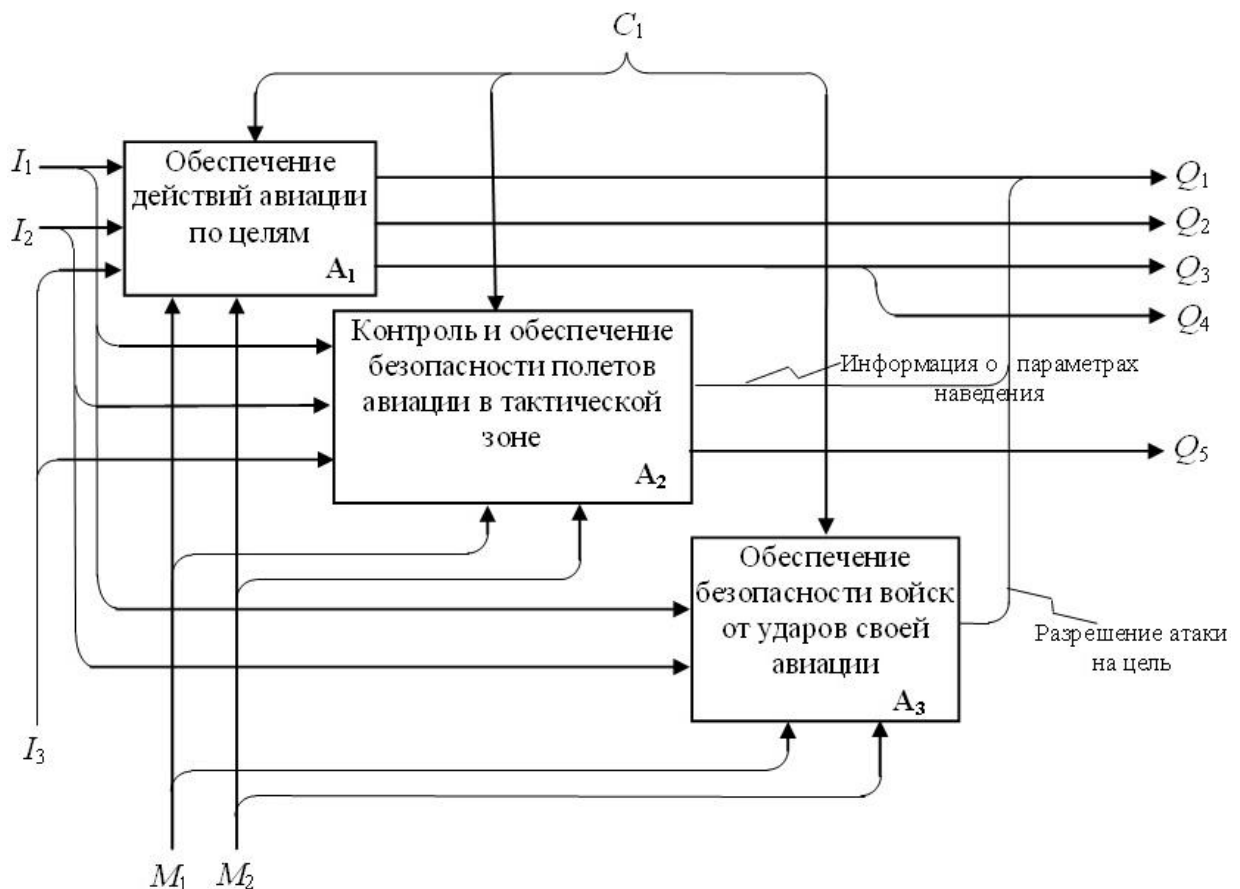 C1
I1
Обеспечение
действий авиации
по целям
A1
I2
Q1
Q2
Q3
Q4
Контроль и обеспечение
безопасности полетов
авиации в тактической
зоне
A2
Информация о параметрах
наведения
Q5
Обеспечение
безопасности войск
от ударов своей
авиации
A3
Разрешение атаки
на цель
I3
M1 M2